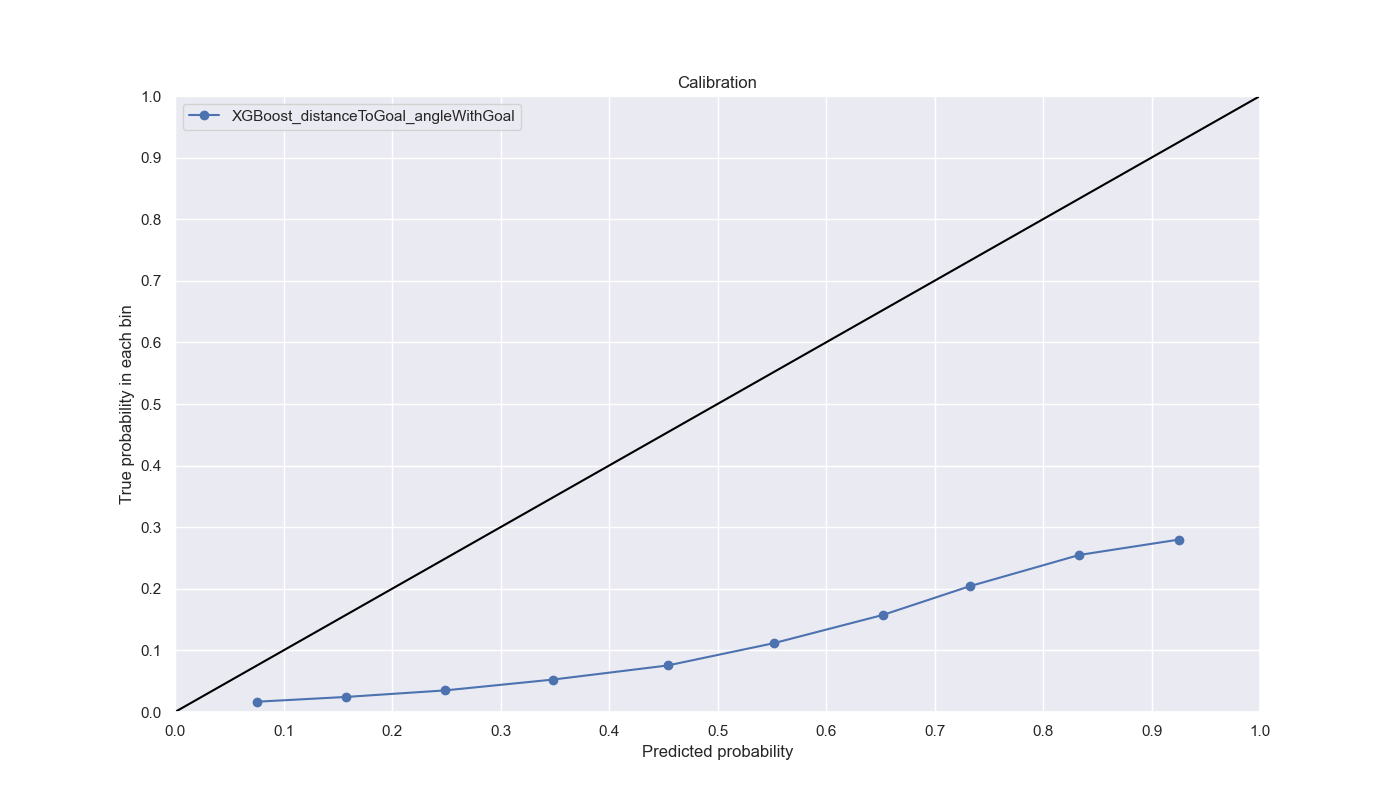 Calibration
XGBoost_distanceToGoal_angleWithGoal
True probability in each bin
1.0
0.9
0.8
0.7
0.6
0.5
0.4
0.3
0.2
0.1
0.0
0.0 0.1 0.2 0.3 0.4 0.5 0.6 0.7 0.8 0.9 1.0
Predicted probability